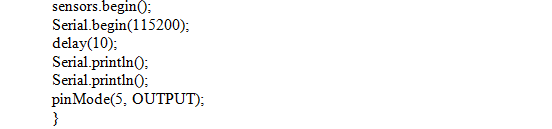 sensors.begin();
Serial.begin(115200);
delay(10);
Serial.println();
Serial.println();
pinMode(5, OUTPUT);
}